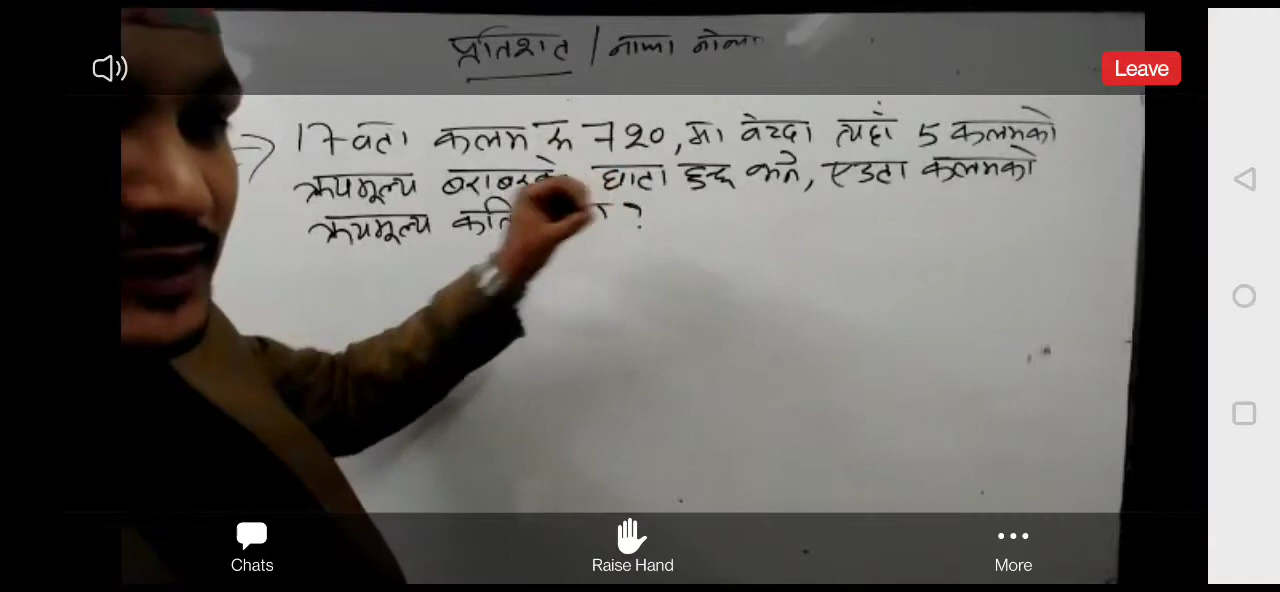 Leave
प्रतिशत / नाफा नोक्सा
17 वटा कलम रु 720, मा बेच्दा त्यहाँ 5 कलमको
क्रयमूल्य बराबरको घाटा हुन्छ भने, एउटा कलमको
क्रयमूल्य कति ?
Chats
Raise Hand
More